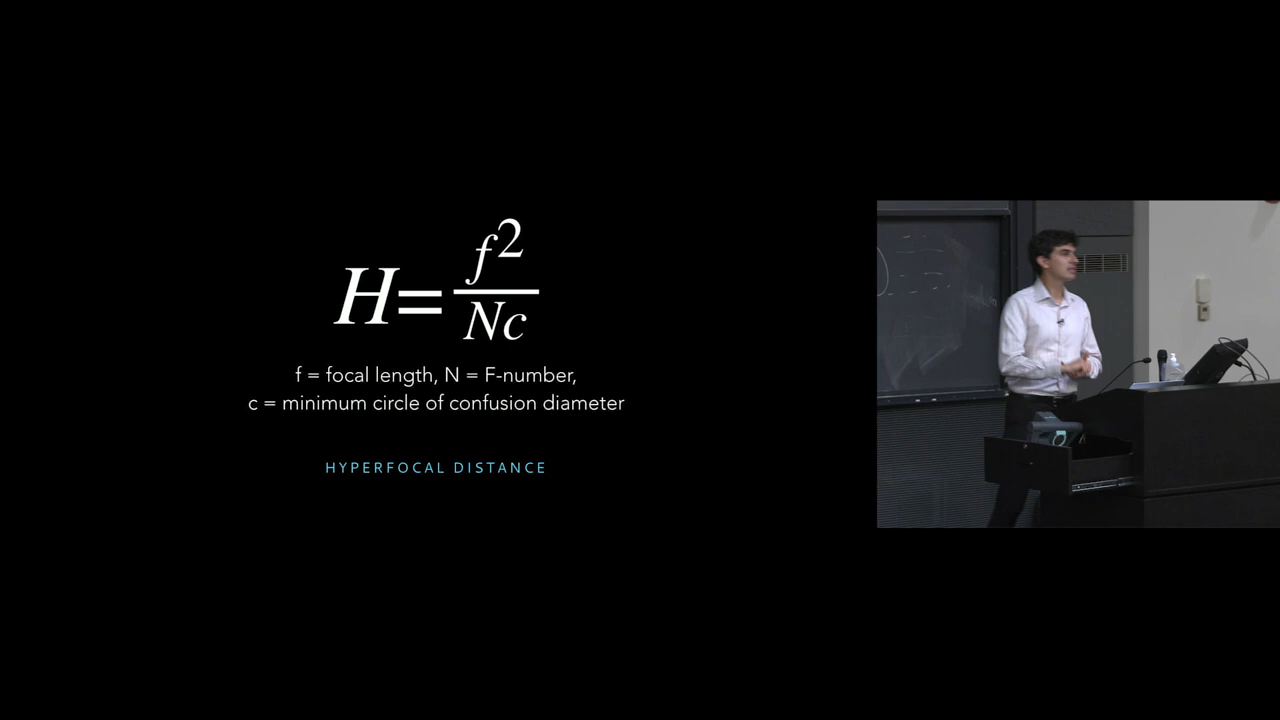 H= f²/Nc
f = focal length, N = F-number,
c = minimum circle of confusion diameter
HYPERFOCAL DISTANCE